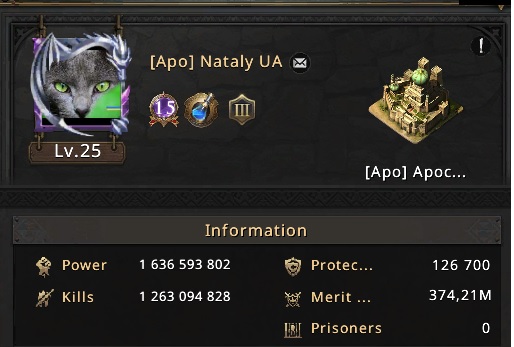 [Apo] Nataly UA
15
III
!
Lv.25
[Apo] Apoc...
Information
Power 1 636 593 802
Protec... 126 700
Kills 1 263 094 828
Merit ... 374,21M
Prisoners 0